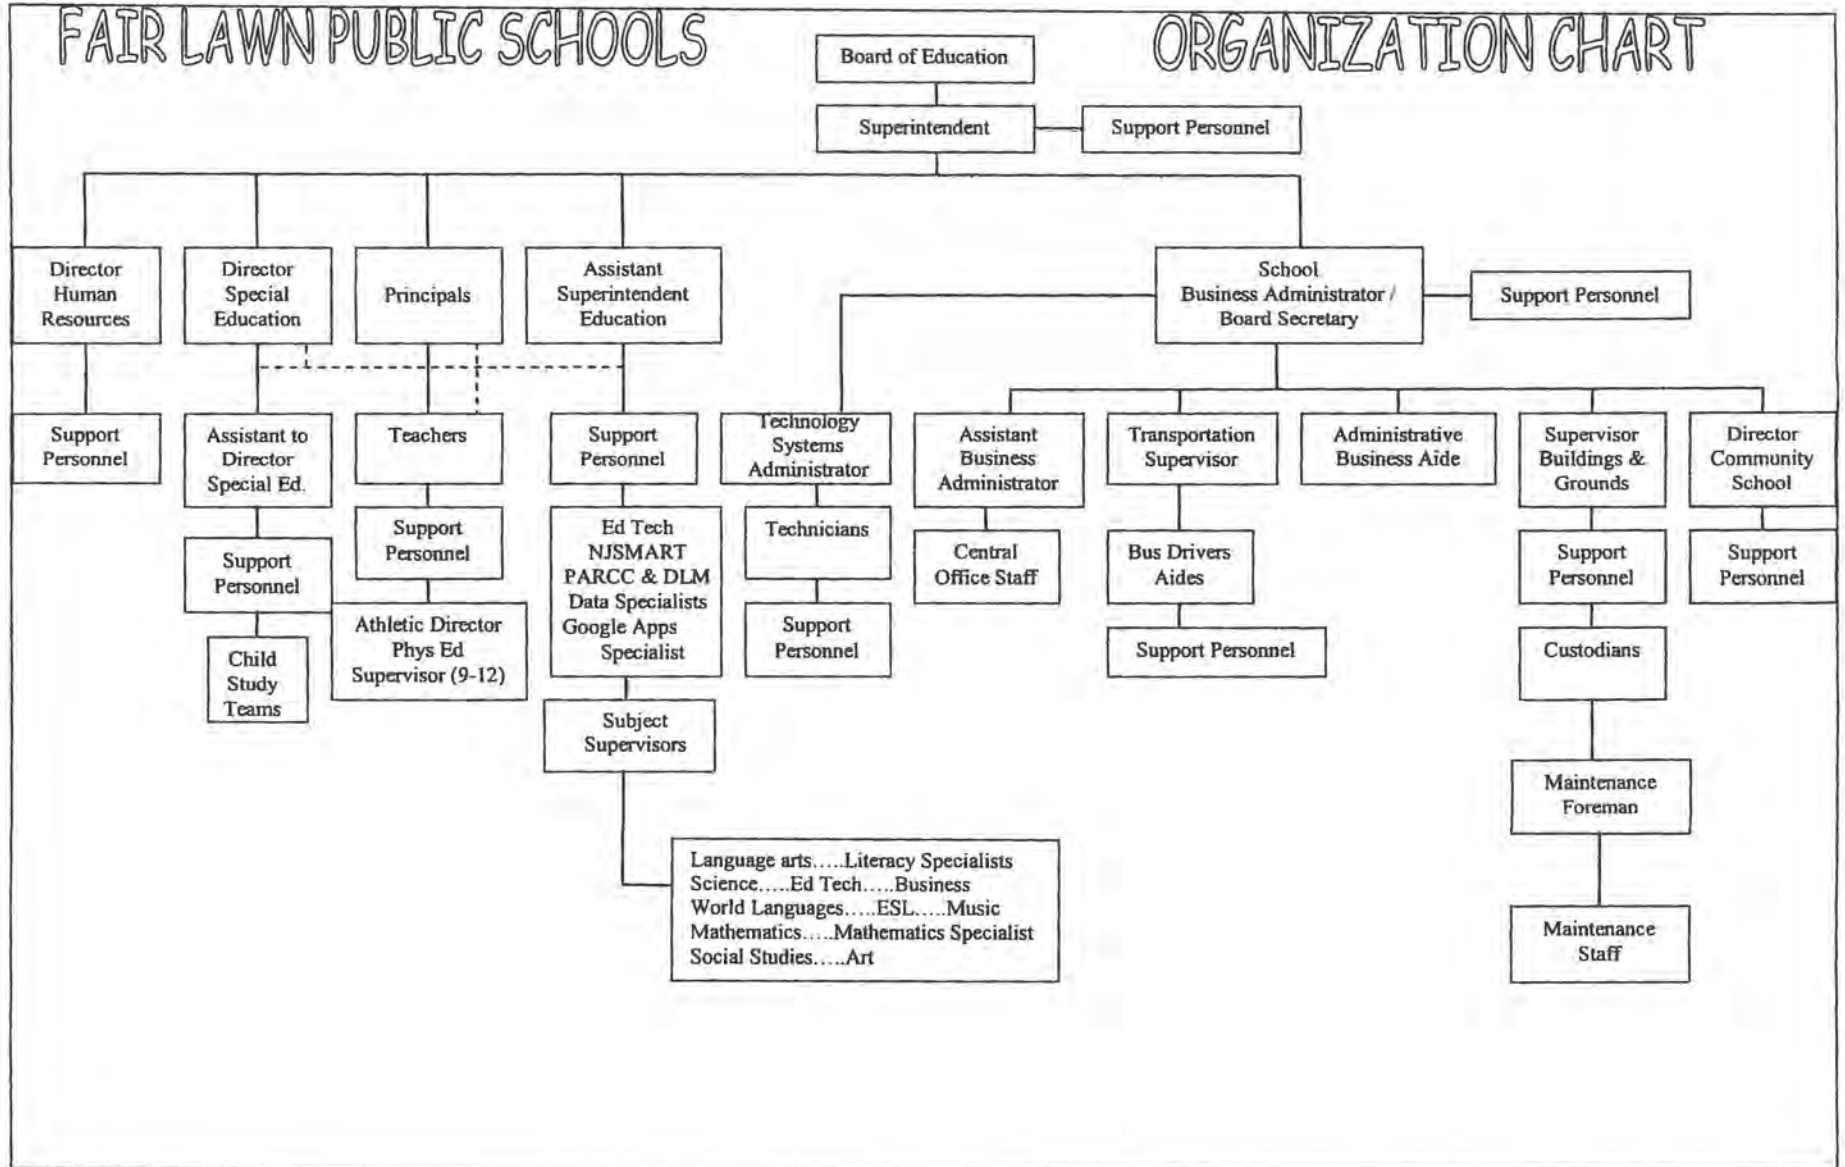 FAIR LAWN PUBLIC SCHOOLS
ORGANIZATION CHART
Board of Education
Superintendent
Support Personnel
Director
Human
Resources
Director
Special
Education
Principals
Assistant
Superintendent
Education
School
Business Administrator /
Board Secretary
Support Personnel
Support
Personnel
Assistant to
Director
Special Ed.
Teachers
Support
Personnel
Technology
Systems
Administrator
Assistant
Business
Administrator
Transportation
Supervisor
Administrative
Business Aide
Supervisor
Buildings &
Grounds
Director
Community
School
Support
Personnel
Support
Personnel
Ed Tech
NJSMART
PARCC & DLM
Data Specialists
Google Apps
Specialist
Technicians
Central
Office Staff
Bus Drivers
Aides
Support
Personnel
Support
Personnel
Child
Study
Teams
Athletic Director
Phys Ed
Supervisor (9-12)
Support
Personnel
Support Personnel
Custodians
Subject
Supervisors
Maintenance
Foreman
Language arts.....Literacy Specialists
Science.....Ed Tech.....Business
World Languages.....ESL.....Music
Mathematics.....Mathematics Specialist
Social Studies.....Art
Maintenance
Staff